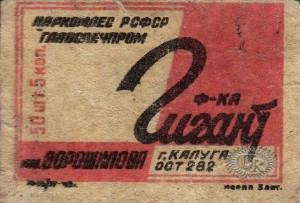 НАРКОМЛЕС РСФСР
ГЛАВСПИЧПРОМ
50 ШТ. 5 КОП.
Ф-КА
Гигант
ИМ. ВОРОШИЛОВА
Г. КАЛУГА
ОСТ 282